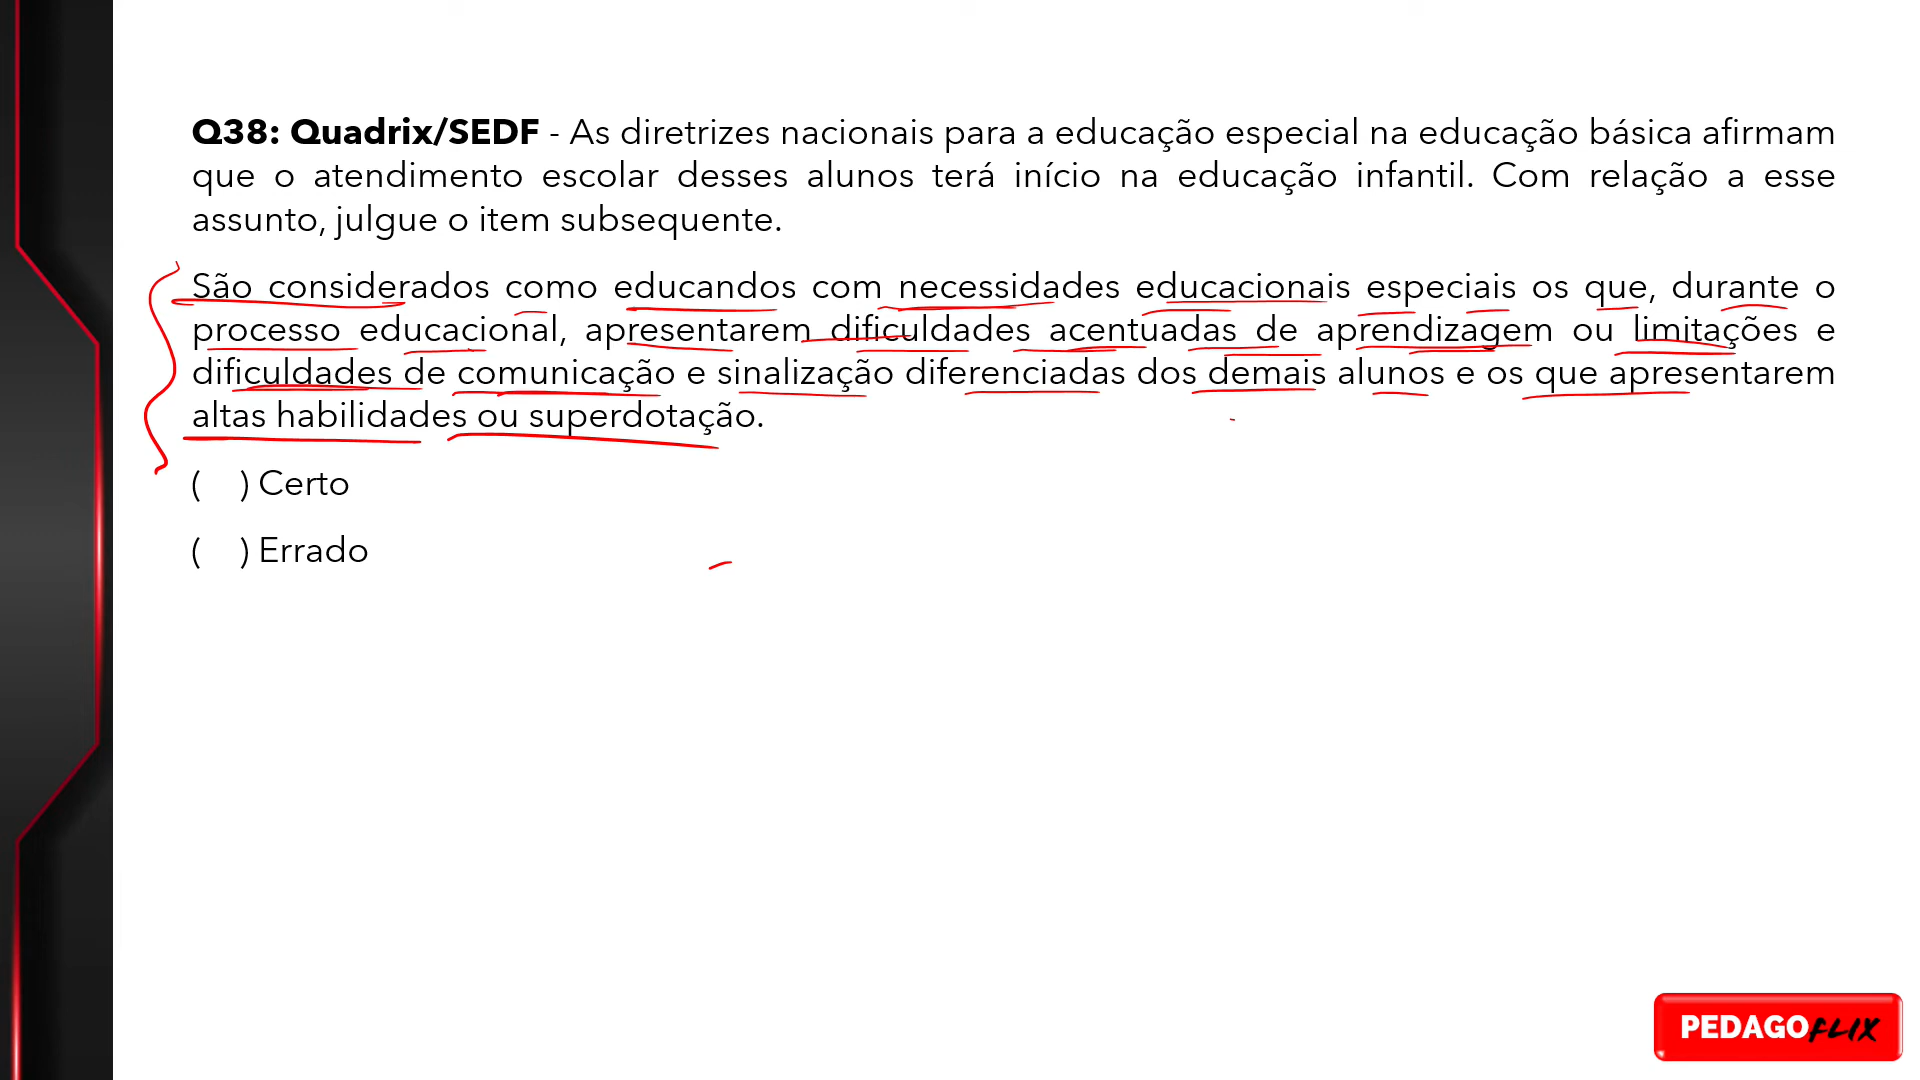 Q38: Quadrix/SEDF - As diretrizes nacionais para a educação especial na educação básica afirmam
que o atendimento escolar desses alunos terá início na educação infantil. Com relação a esse
assunto, julgue o item subsequente.
São considerados como educandos com necessidades educacionais especiais os que, durante o
processo educacional, apresentarem dificuldades acentuadas de aprendizagem ou limitações e
dificuldades de comunicação e sinalização diferenciadas dos demais alunos e os que apresentarem
altas habilidades ou superdotação.
( ) Certo
( ) Errado
PEDAGOFLIX